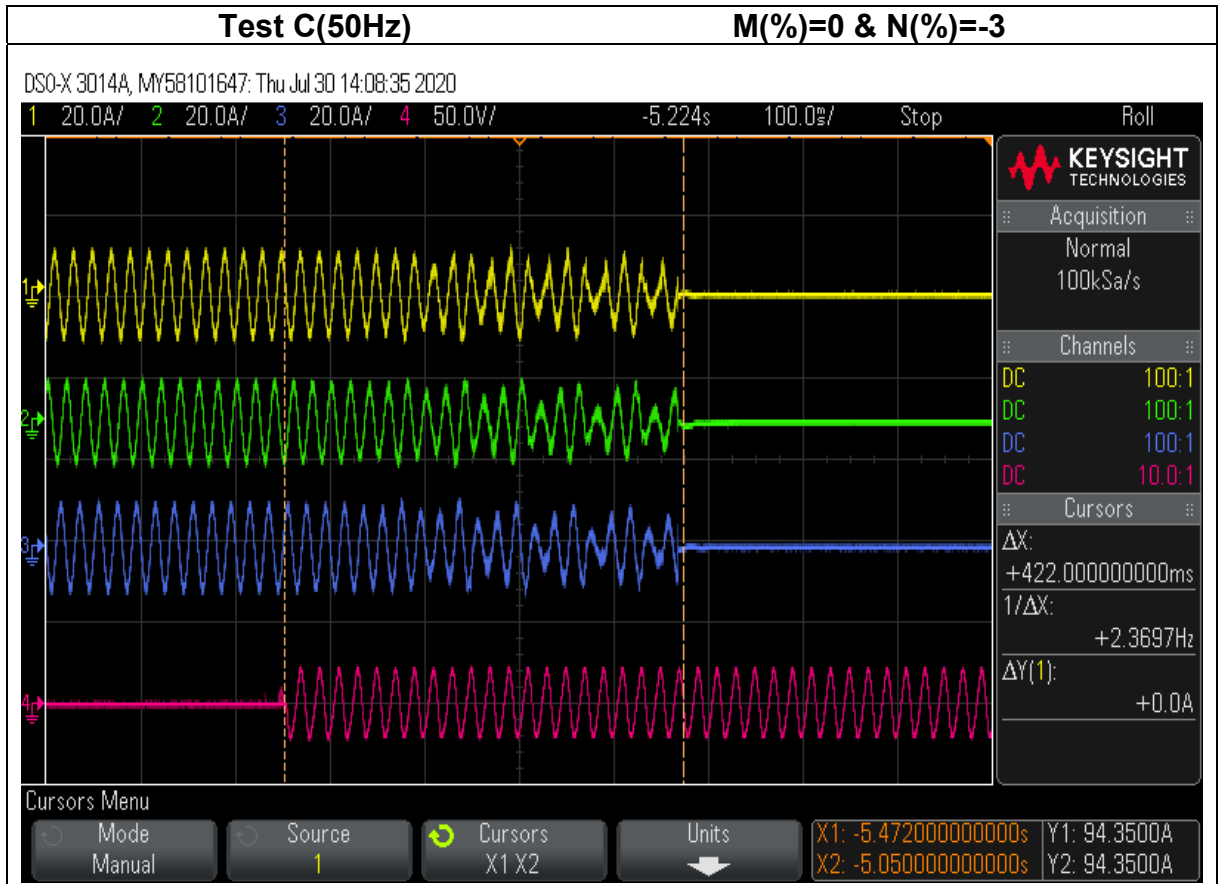 Test C(50Hz) M(%)=0 & N(%)=-3
DSO-X 3014A, MY58101647: Thu Jul 30 14:08:35 2020
1 20.0A/ 2 20.0A/ 3 20.0A/ 4 50.0V/ -5.224s 100.0ms/ Stop Roll
KEYSIGHT
TECHNOLOGIES
Acquisition
Normal
100kSa/s
Channels
DC 100:1
DC 100:1
DC 100:1
DC 10.0:1
Cursors
ΔX:
+422.000000000ms
1/ΔX:
+2.3697Hz
ΔY(1):
+0.0A
1
2
3
4
Cursors Menu
Mode Source Cursors Units
Manual 1 X1 X2
X1: -5.472000000000s Y1: 94.3500A
X2: -5.050000000000s Y2: 94.3500A